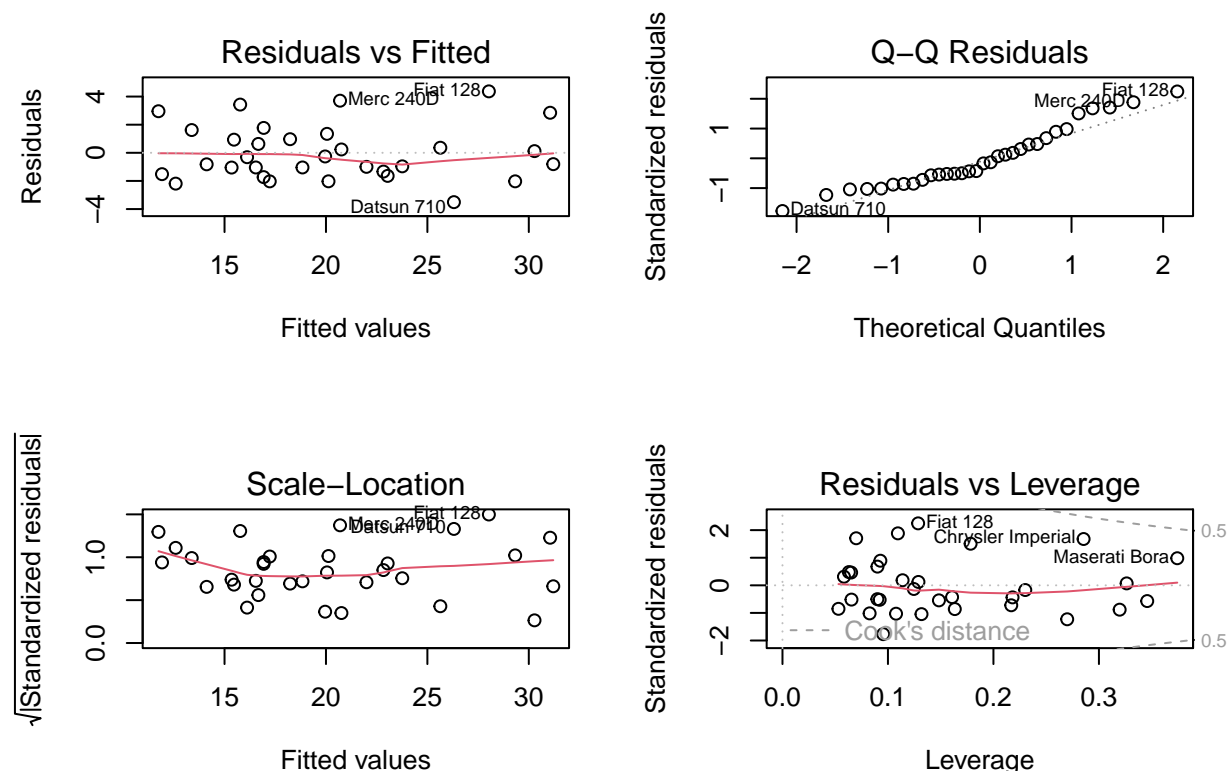 Residuals vs Fitted
Residuals
4
0
−4
Fiat 128
Merc 240D
Datsun 710
15 20 25 30
Fitted values
Q−Q Residuals
Standardized residuals
1
−1
Fiat 128
Merc 240D
Datsun 710
−2 −1 0 1 2
Theoretical Quantiles
Scale−Location
√|Standardized residuals|
1.0
0.0
Fiat 128
Merc 240D
Datsun 710
15 20 25 30
Fitted values
Residuals vs Leverage
Standardized residuals
2
0
−2
Fiat 128
Chrysler Imperial
Maserati Bora
Cook's distance
0.5
0.5
0.0 0.1 0.2 0.3
Leverage